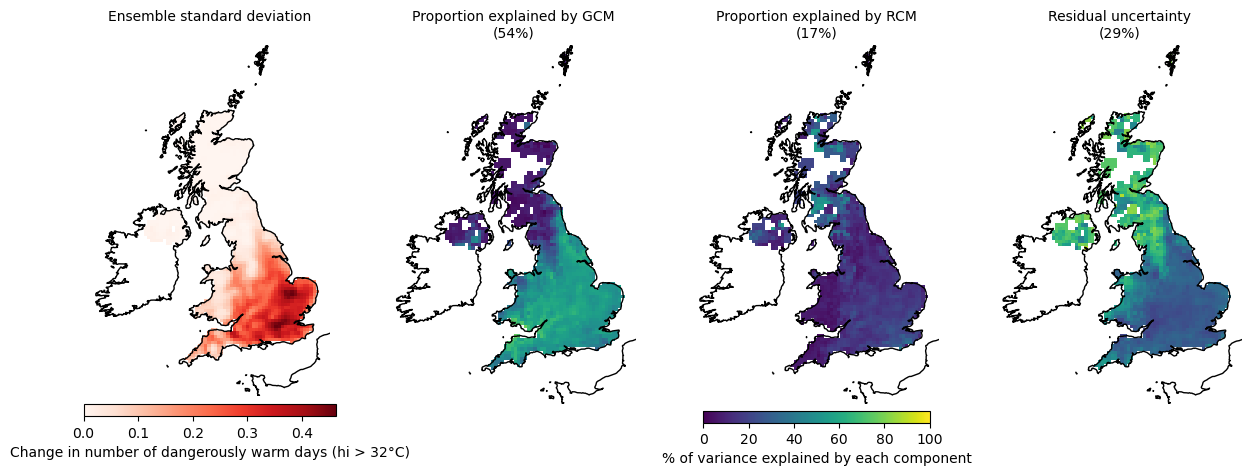 Ensemble standard deviation
Proportion explained by GCM
(54%)
Proportion explained by RCM
(17%)
Residual uncertainty
(29%)
0.0 0.1 0.2 0.3 0.4
Change in number of dangerously warm days (hi > 32°C)
0 20 40 60 80 100
% of variance explained by each component